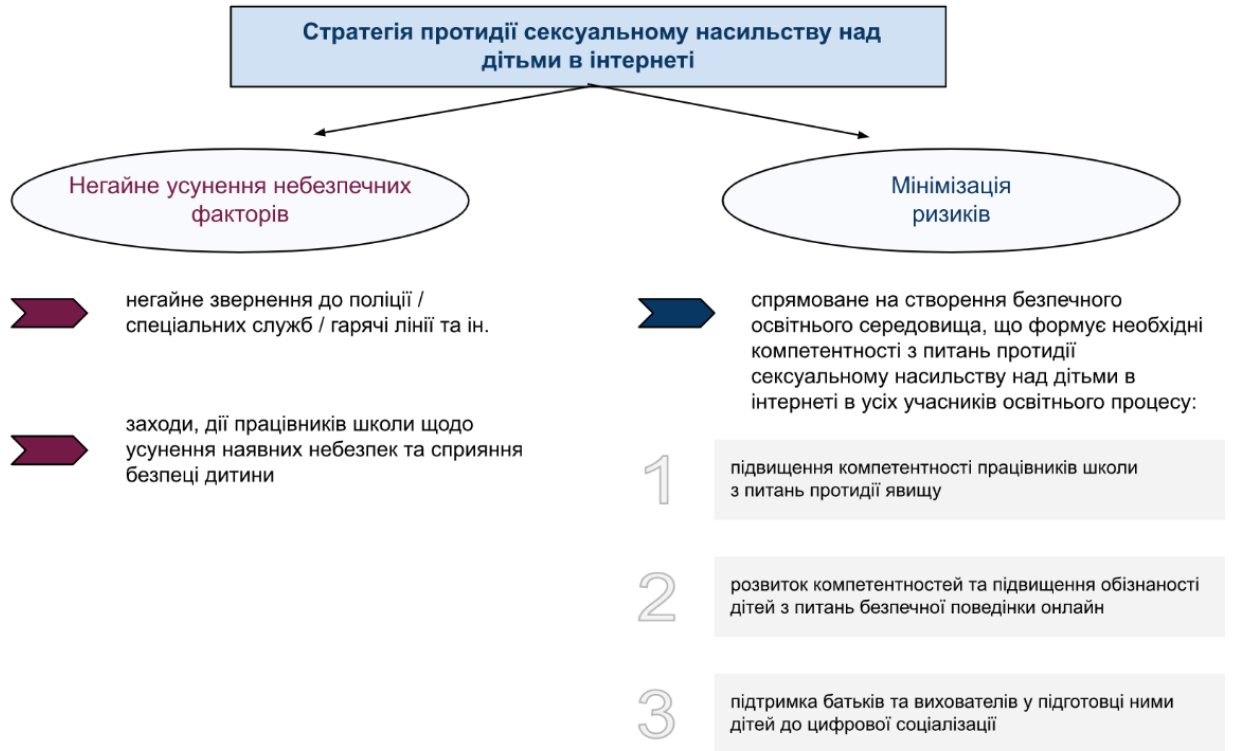 Стратегія протидії сексуальному насильству над
дітьми в інтернеті
Негайне усунення небезпечних
факторів
негайне звернення до поліції /
спеціальних служб / гарячі лінії та ін.
заходи, дії працівників школи щодо
усунення наявних небезпек та сприяння
безпеці дитини
Мінімізація
ризиків
спрямоване на створення безпечного
освітнього середовища, що формує необхідні
компетентності з питань протидії
сексуальному насильству над дітьми в
інтернеті в усіх учасників освітнього процесу:
1
підвищення компетентності працівників школи
з питань протидії явищу
2
розвиток компетентностей та підвищення обізнаності
дітей з питань безпечної поведінки онлайн
3
підтримка батьків та вихователів у підготовці ними
дітей до цифрової соціалізації